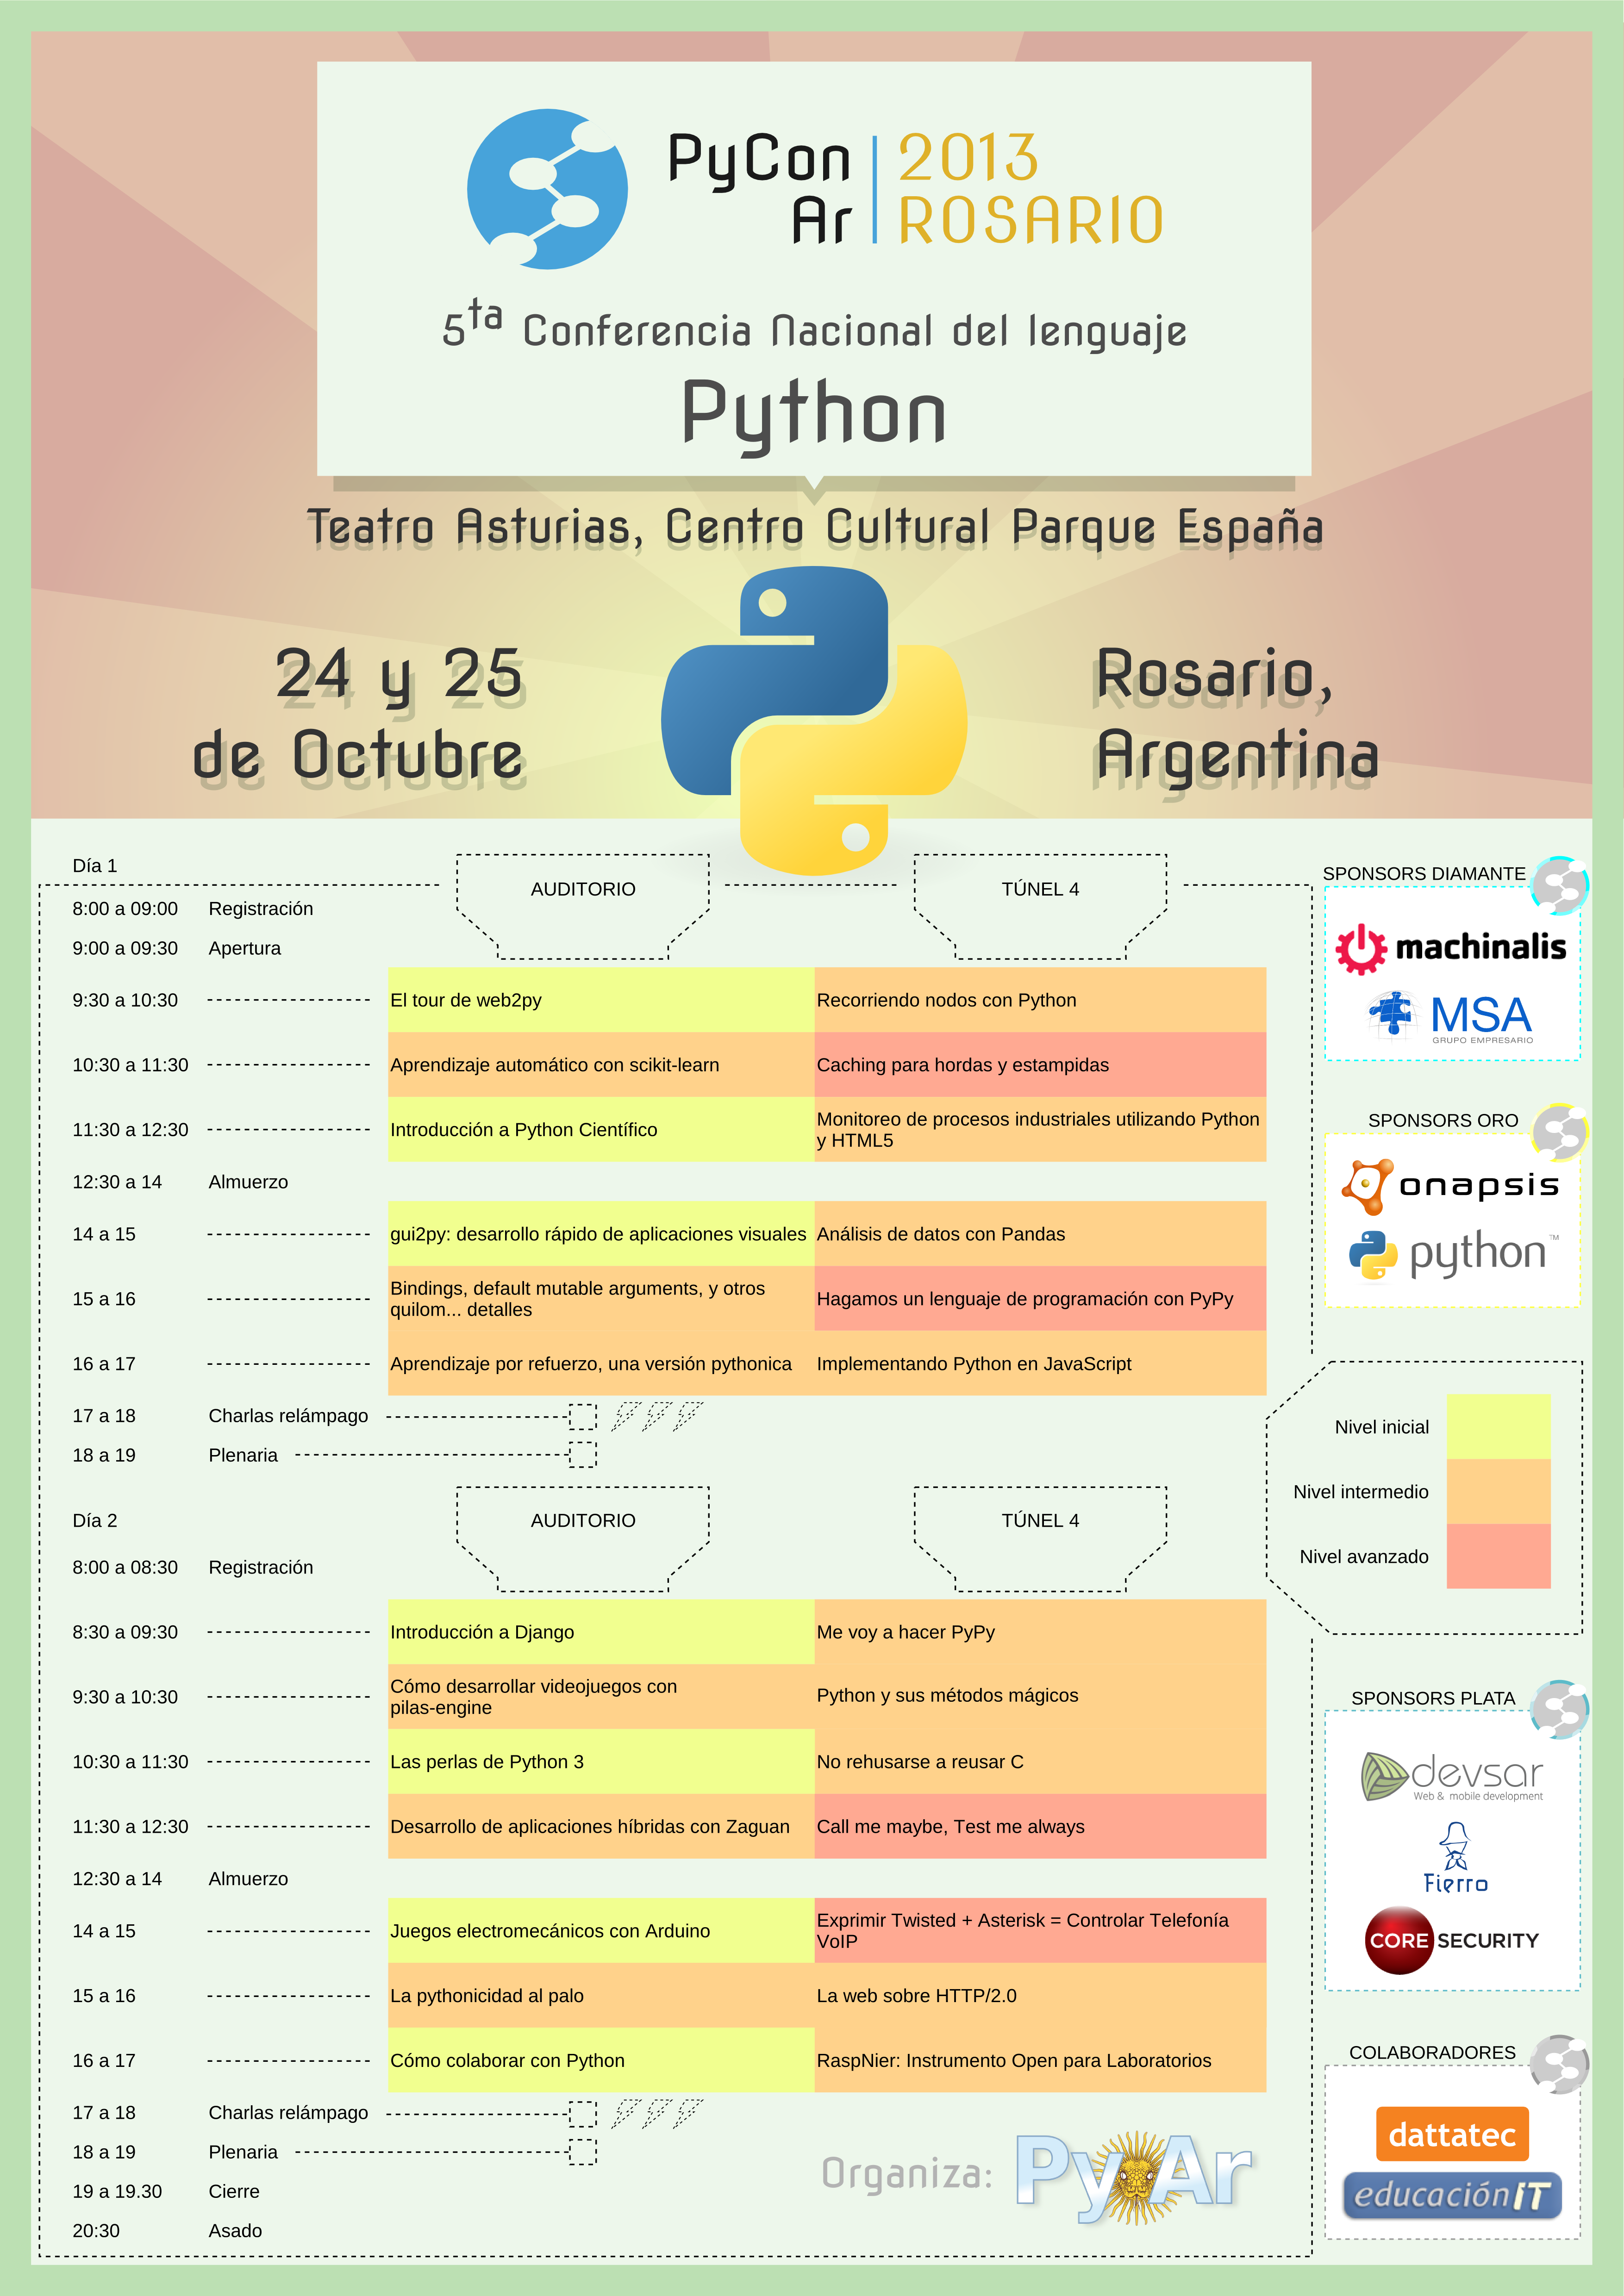 PyCon
Ar
2013
ROSARIO
5ta Conferencia Nacional del lenguaje
Python
Teatro Asturias, Centro Cultural Parque España
24 y 25
de Octubre
Rosario,
Argentina
Día 1
AUDITORIO
TÚNEL 4
8:00 a 09:00 Registración
9:00 a 09:30 Apertura
9:30 a 10:30 El tour de web2py Recorriendo nodos con Python
10:30 a 11:30 Aprendizaje automático con scikit-learn Caching para hordas y estampidas
11:30 a 12:30 Introducción a Python Científico Monitoreo de procesos industriales utilizando Python
y HTML5
12:30 a 14 Almuerzo
14 a 15 gui2py: desarrollo rápido de aplicaciones visuales Análisis de datos con Pandas
15 a 16 Bindings, default mutable arguments, y otros
quilom... detalles
Hagamos un lenguaje de programación con PyPy
16 a 17 Aprendizaje por refuerzo, una versión pythonica Implementando Python en JavaScript
17 a 18 Charlas relámpago
18 a 19 Plenaria
Día 2
AUDITORIO
TÚNEL 4
8:00 a 08:30 Registración
8:30 a 09:30 Introducción a Django Me voy a hacer PyPy
9:30 a 10:30 Cómo desarrollar videojuegos con
pilas-engine
Python y sus métodos mágicos
10:30 a 11:30 Las perlas de Python 3 No rehusarse a reusar C
11:30 a 12:30 Desarrollo de aplicaciones híbridas con Zaguan Call me maybe, Test me always
12:30 a 14 Almuerzo
14 a 15 Juegos electromecánicos con Arduino Exprimir Twisted + Asterisk = Controlar Telefonía
VoIP
15 a 16 La pythonicidad al palo La web sobre HTTP/2.0
16 a 17 Cómo colaborar con Python RaspNier: Instrumento Open para Laboratorios
17 a 18 Charlas relámpago
18 a 19 Plenaria
19 a 19.30 Cierre
20:30 Asado
Organiza: PyAr
SPONSORS DIAMANTE
machinalis
MSA
GRUPO EMPRESARIO
SPONSORS ORO
onapsis
python™
Nivel inicial
Nivel intermedio
Nivel avanzado
SPONSORS PLATA
devsar
Web & mobile development
Fierro
CORE SECURITY
COLABORADORES
dattatec
educación IT